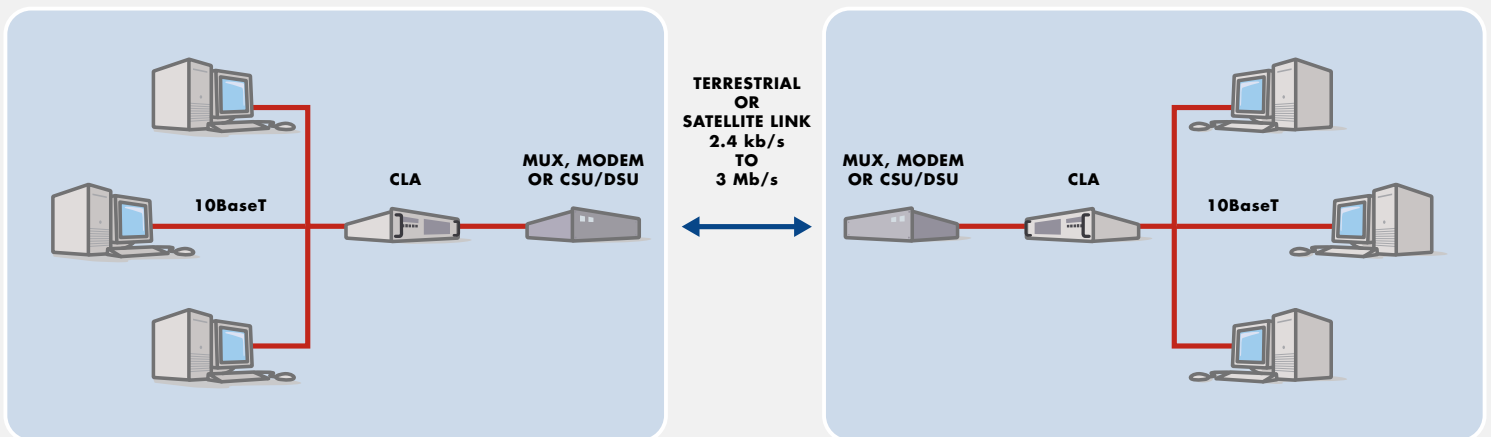 10BaseT
CLA
MUX, MODEM
OR CSU/DSU
TERRESTRIAL
OR
SATELLITE LINK
2.4 kb/s
TO
3 Mb/s
MUX, MODEM
OR CSU/DSU
CLA
10BaseT